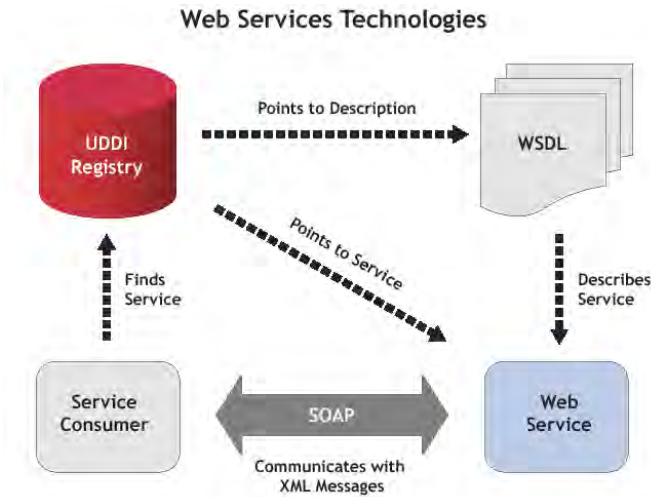 Web Services Technologies
UDDI
Registry
Points to Description
WSDL
Points to Service
Finds
Service
Describes
Service
Service
Consumer
SOAP
Web
Service
Communicates with
XML Messages